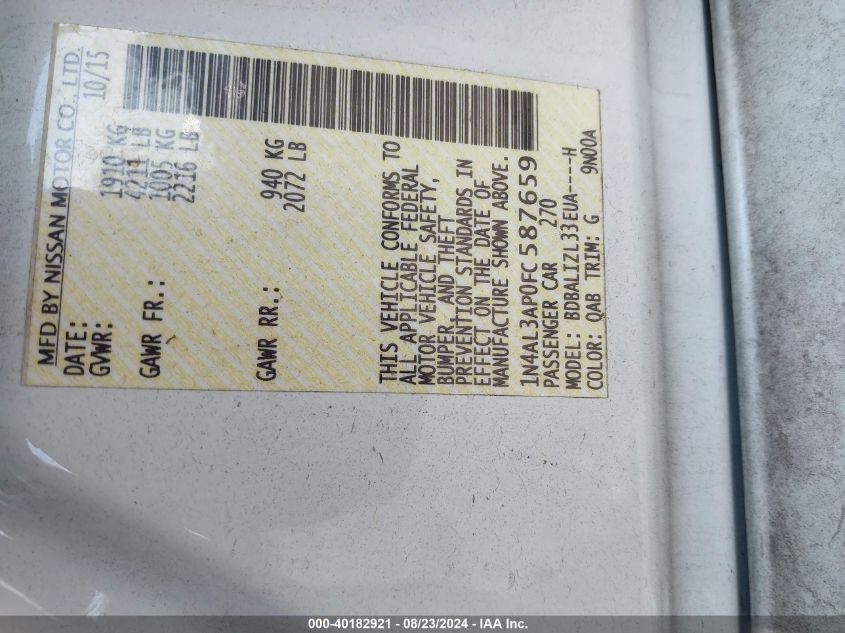 MFD BY NISSAN MOTOR CO., LTD.
DATE: 10/15
GVWR: 1910 KG
4211 LB
GAWR FR.: 1005 KG
2216 LB
GAWR RR.: 940 KG
2072 LB
THIS VEHICLE CONFORMS TO
ALL APPLICABLE FEDERAL
MOTOR VEHICLE SAFETY,
BUMPER, AND THEFT
PREVENTION STANDARDS IN
EFFECT ON THE DATE OF
MANUFACTURE SHOWN ABOVE.
1N4AL3AP0FC587659
PASSENGER CAR 270
MODEL: BDBALIZL33EUA----H
COLOR: QAB TRIM: G 9N00A
000-40182921 - 08/23/2024 - IAA Inc.